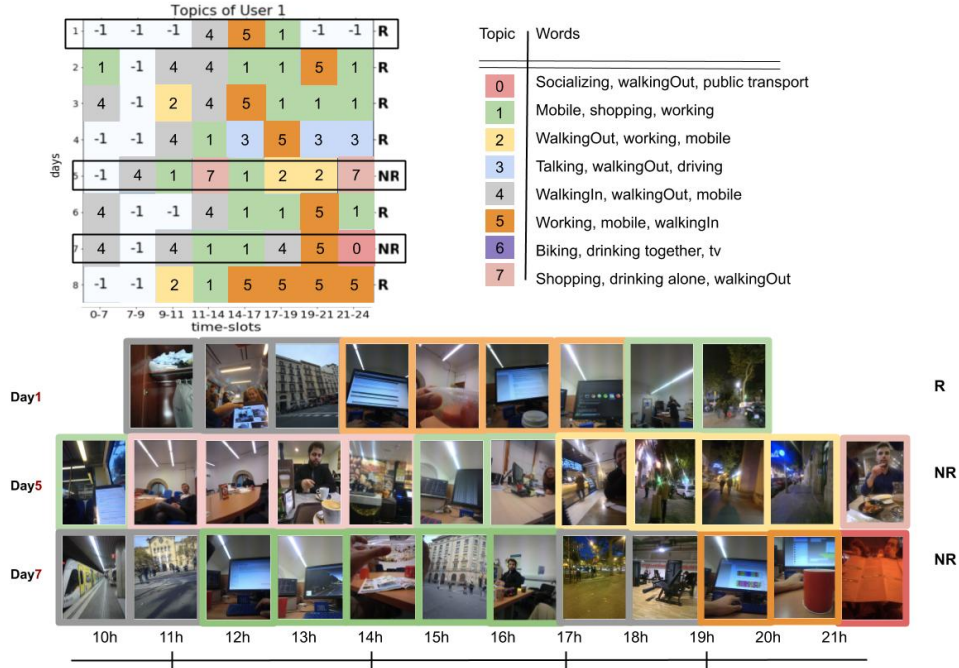 Topics of User 1
days
1 -1 -1 -1 4 5 1 -1 -1 R
2 1 -1 4 4 1 1 5 1 R
3 4 -1 2 4 5 1 1 1 R
4 -1 -1 4 1 3 5 3 3 R
5 -1 4 1 7 1 2 2 7 NR
6 4 -1 -1 4 1 1 5 1 R
7 4 -1 4 1 1 4 5 0 NR
8 -1 -1 2 1 5 5 5 5 R
0-7 7-9 9-11 11-14 14-17 17-19 19-21 21-24
time-slots
Topic Words
0 Socializing, walkingOut, public transport
1 Mobile, shopping, working
2 WalkingOut, working, mobile
3 Talking, walkingOut, driving
4 WalkingIn, walkingOut, mobile
5 Working, mobile, walkingIn
6 Biking, drinking together, tv
7 Shopping, drinking alone, walkingOut
Day1 R
Day5 NR
Day7 NR
10h 11h 12h 13h 14h 15h 16h 17h 18h 19h 20h 21h